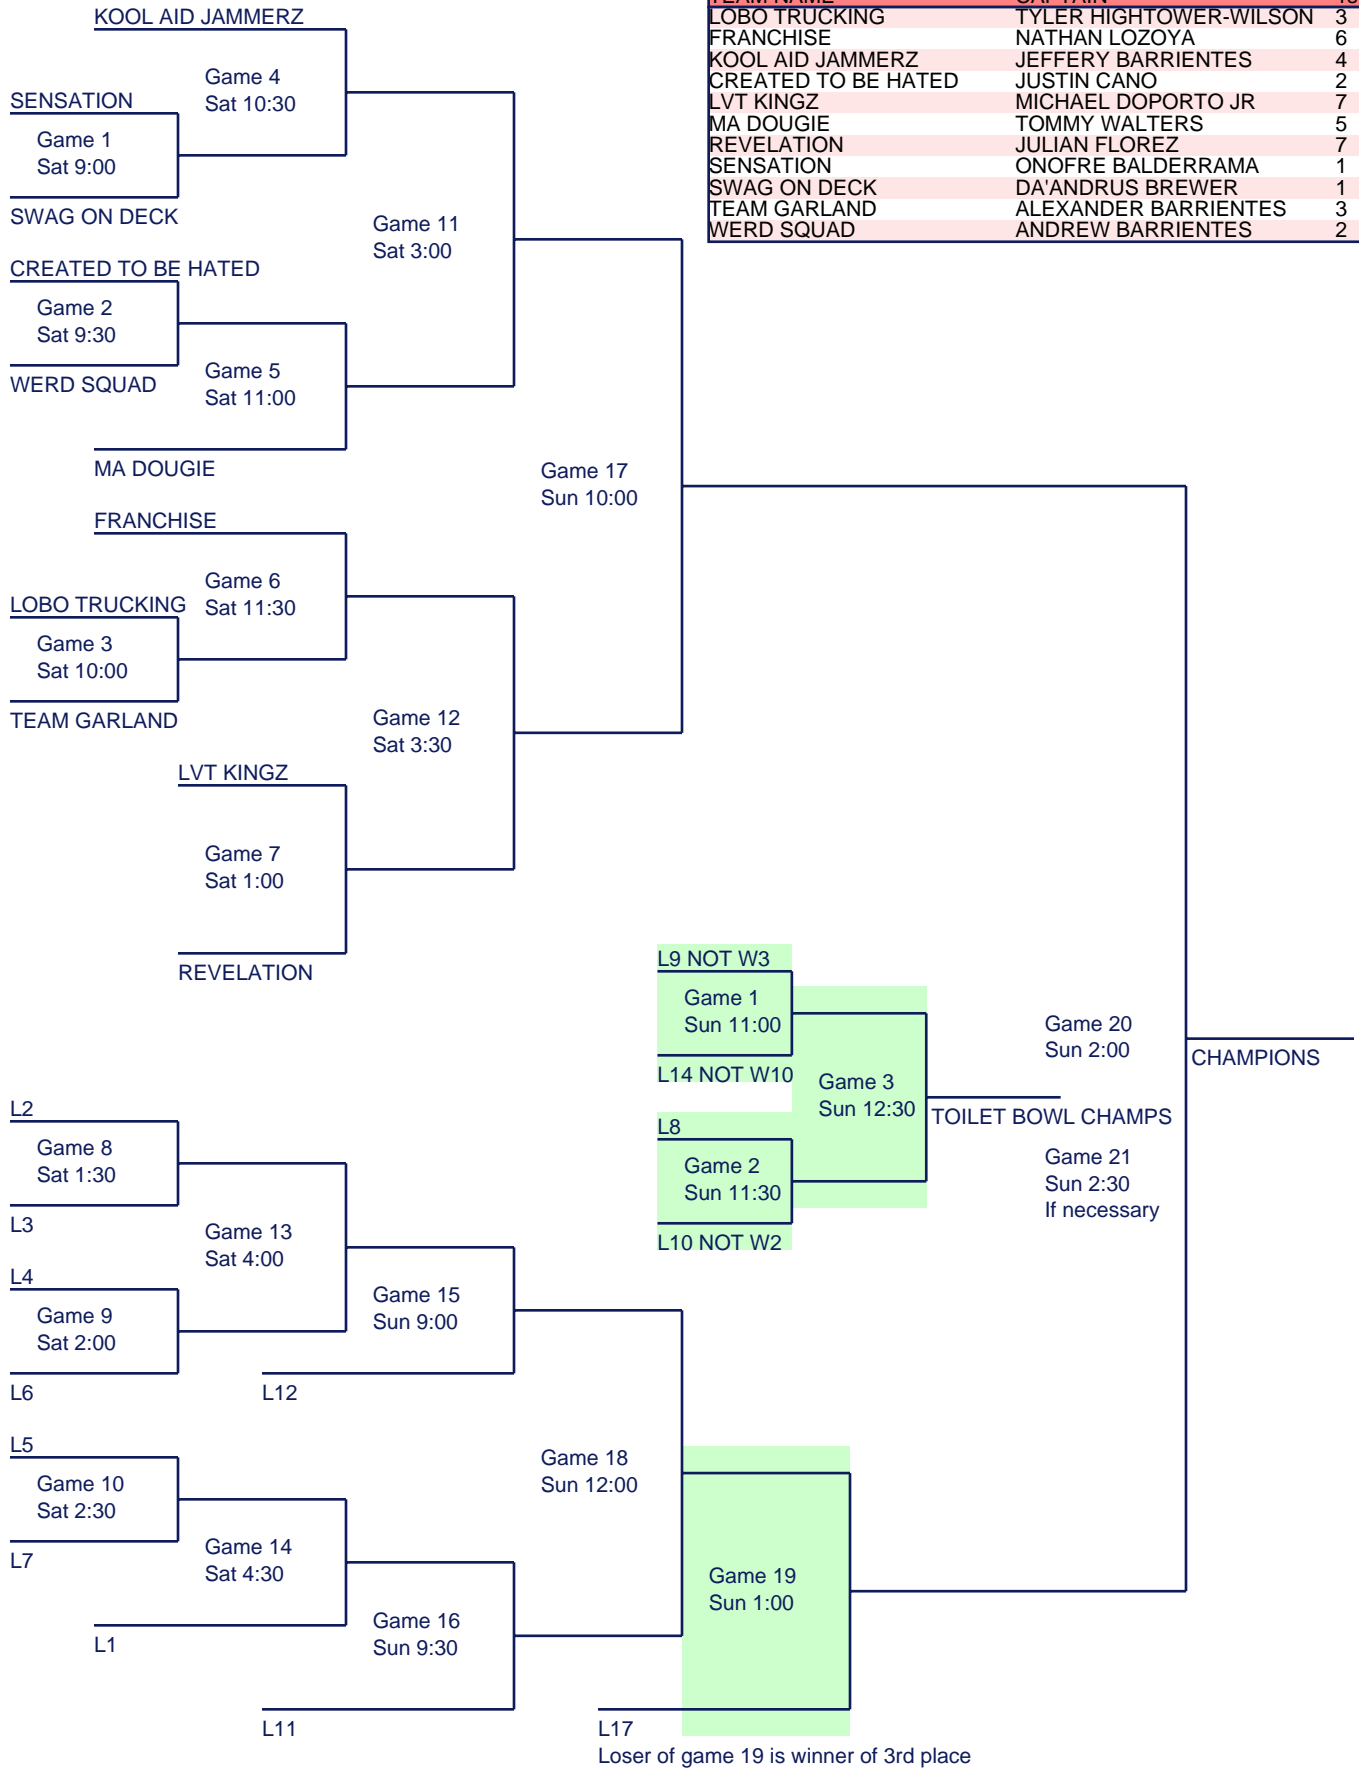 KOOL AID JAMMERZ
Game 4
Sat 10:30
SENSATION
Game 1
Sat 9:00
SWAG ON DECK
Game 11
Sat 3:00
CREATED TO BE HATED
Game 2
Sat 9:30
WERD SQUAD
Game 5
Sat 11:00
MA DOUGIE
Game 17
Sun 10:00
FRANCHISE
Game 6
Sat 11:30
LOBO TRUCKING
Game 3
Sat 10:00
TEAM GARLAND
Game 12
Sat 3:30
LVT KINGZ
Game 7
Sat 1:00
REVELATION
LOBO TRUCKING TYLER HIGHTOWER-WILSON 3
FRANCHISE NATHAN LOZOYA 6
KOOL AID JAMMERZ JEFFERY BARRIENTES 4
CREATED TO BE HATED JUSTIN CANO 2
LVT KINGZ MICHAEL DOPORTO JR 7
MA DOUGIE TOMMY WALTERS 5
REVELATION JULIAN FLOREZ 7
SENSATION ONOFRE BALDERRAMA 1
SWAG ON DECK DA'ANDRUS BREWER 1
TEAM GARLAND ALEXANDER BARRIENTES 3
WERD SQUAD ANDREW BARRIENTES 2
L9 NOT W3
Game 1
Sun 11:00
L14 NOT W10
Game 3
Sun 12:30
L8
Game 2
Sun 11:30
L10 NOT W2
TOILET BOWL CHAMPS
Game 20
Sun 2:00
CHAMPIONS
Game 21
Sun 2:30
If necessary
L2
Game 8
Sat 1:30
L3
Game 13
Sat 4:00
L4
Game 9
Sat 2:00
L6
Game 15
Sun 9:00
L12
L5
Game 10
Sat 2:30
L7
Game 14
Sat 4:30
L1
Game 16
Sun 9:30
L11
Game 18
Sun 12:00
Game 19
Sun 1:00
L17
Loser of game 19 is winner of 3rd place